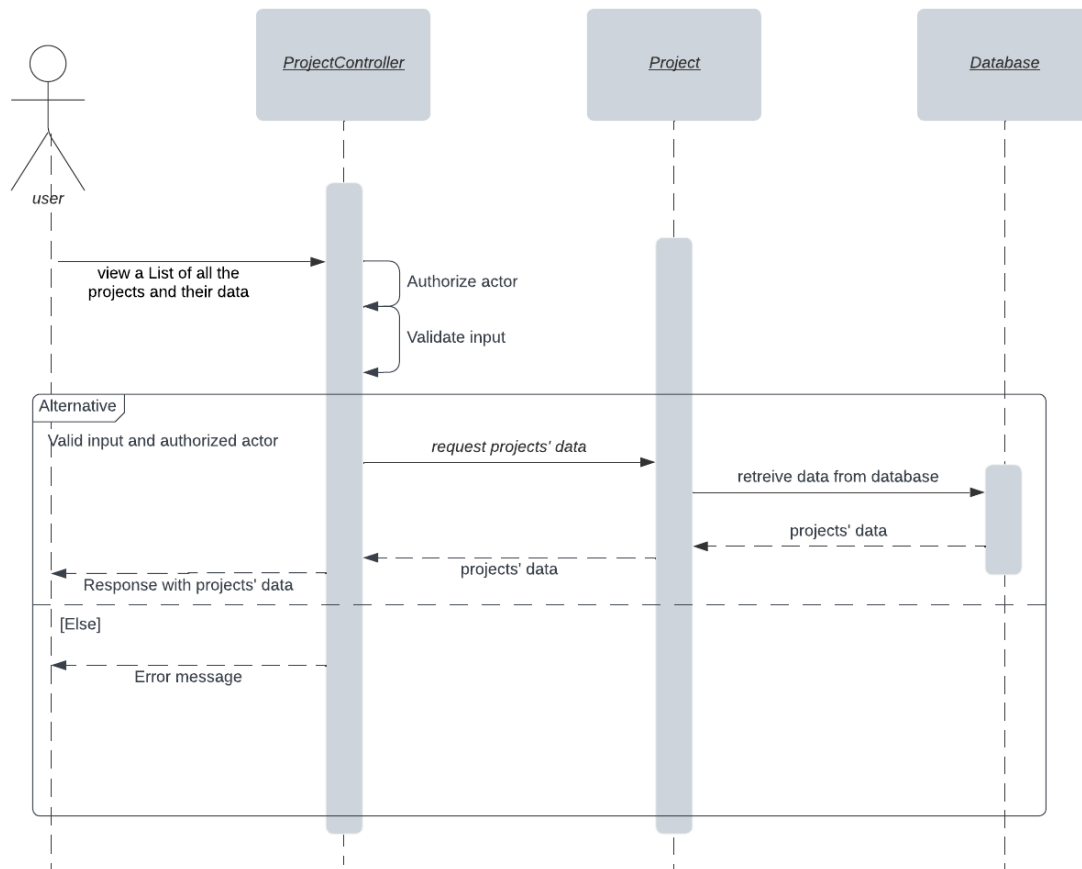 ProjectController
Project
Database
user
view a List of all the
projects and their data
Authorize actor
Validate input
Alternative
Valid input and authorized actor
request projects' data
retreive data from database
projects' data
projects' data
Response with projects' data
[Else]
Error message